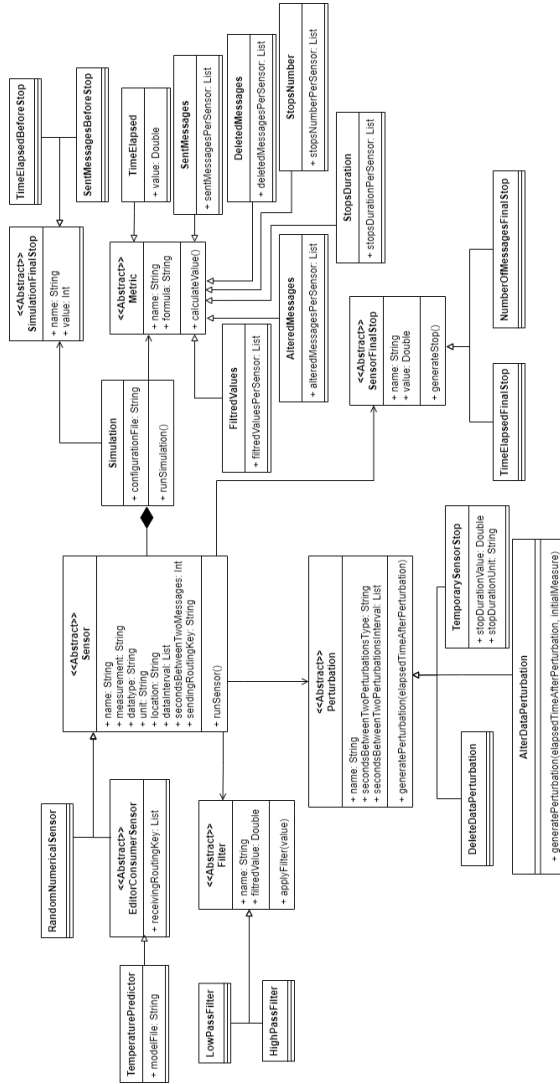 TimeElapsedBeforeStop
SentMessagesBeforeStop
<<Abstract>>
SimulationFinalStop
+ name: String
+ value: Int
TimeElapsed
+ value: Double
SentMessages
+ sentMessagesPerSensor: List
DeletedMessages
+ deletedMessagesPerSensor: List
StopsNumber
+ stopsNumberPerSensor: List
StopsDuration
+ stopsDurationPerSensor: List
<<Abstract>>
Metric
+ name: String
+ formula: String
+ calculateValue()
AlteredMessages
+ alteredMessagesPerSensor: List
FiltredValues
+ filtredValuesPerSensor: List
Simulation
+ configurationFile: String
+ runSimulation()
<<Abstract>>
SensorFinalStop
+ name: String
+ value: Double
+ generateStop()
NumberOfMessagesFinalStop
TimeElapsedFinalStop
<<Abstract>>
Sensor
+ name: String
+ measurement: String
+ datatype: String
+ unit: String
+ location: String
+ dataInterval: List
+ secondsBetweenTwoMessages: Int
+ sendingRoutingKey: String
+ runSensor()
RandomNumericalSensor
<<Abstract>>
EditorConsumerSensor
+ receivingRoutingKey: List
TemperaturePredictor
+ modelFile: String
<<Abstract>>
Filter
+ name: String
+ filtredValue: Double
+ applyFilter(value)
LowPassFilter
HighPassFilter
<<Abstract>>
Perturbation
+ name: String
+ secondsBetweenTwoPerturbationsType: String
+ secondsBetweenTwoPerturbationsInterval: List
+ generatePerturbation(elapsedTimeAfterPerturbation)
TemporarySensorStop
+ stopDurationValue: Double
+ stopDurationUnit: String
DeleteDataPerturbation
AlterDataPerturbation
+ generatePerturbation(elapsedTimeAfterPerturbation, initialMeasure)